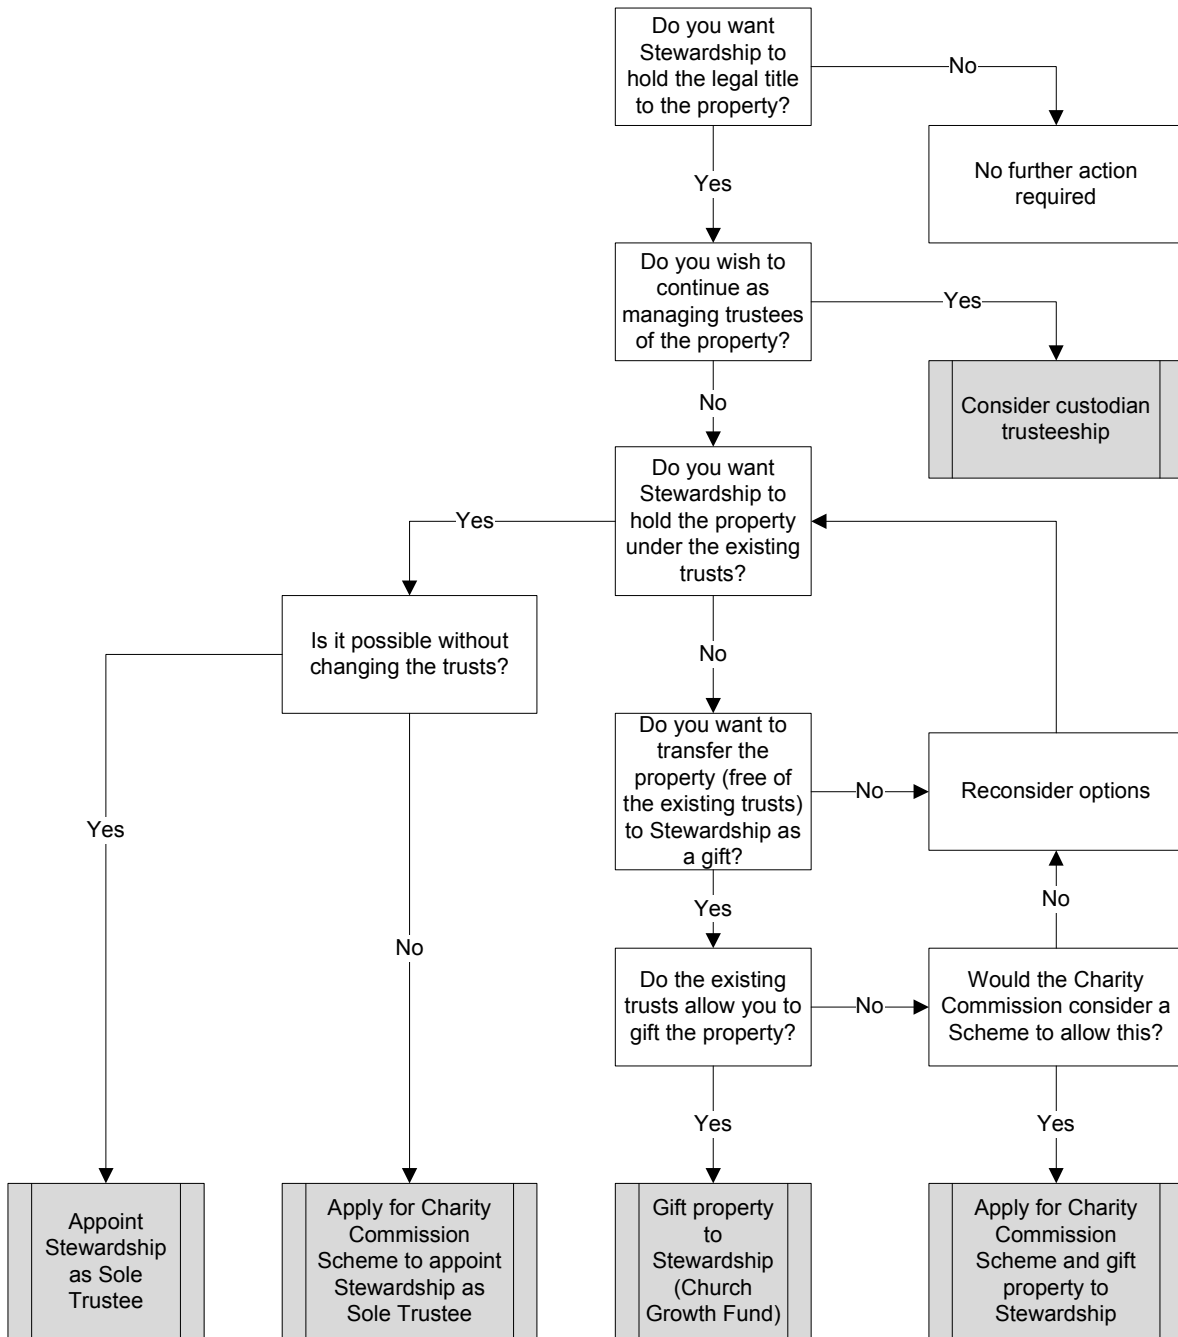 Do you want
Stewardship to
hold the legal title
to the property?
No
No further action
required
Yes
Do you wish to
continue as
managing trustees
of the property?
Yes
Consider custodian
trusteeship
No
Do you want
Stewardship to
hold the property
under the existing
trusts?
Yes
Is it possible without
changing the trusts?
No
Do you want to
transfer the
property (free of
the existing trusts)
to Stewardship as
a gift?
No
Reconsider options
Yes
Yes
No
No
Do the existing
trusts allow you to
gift the property?
No
Would the Charity
Commission consider a
Scheme to allow this?
Yes
Yes
Appoint
Stewardship
as Sole
Trustee
Apply for Charity
Commission
Scheme to appoint
Stewardship as
Sole Trustee
Gift property
to
Stewardship
(Church
Growth Fund)
Apply for Charity
Commission
Scheme and gift
property to
Stewardship